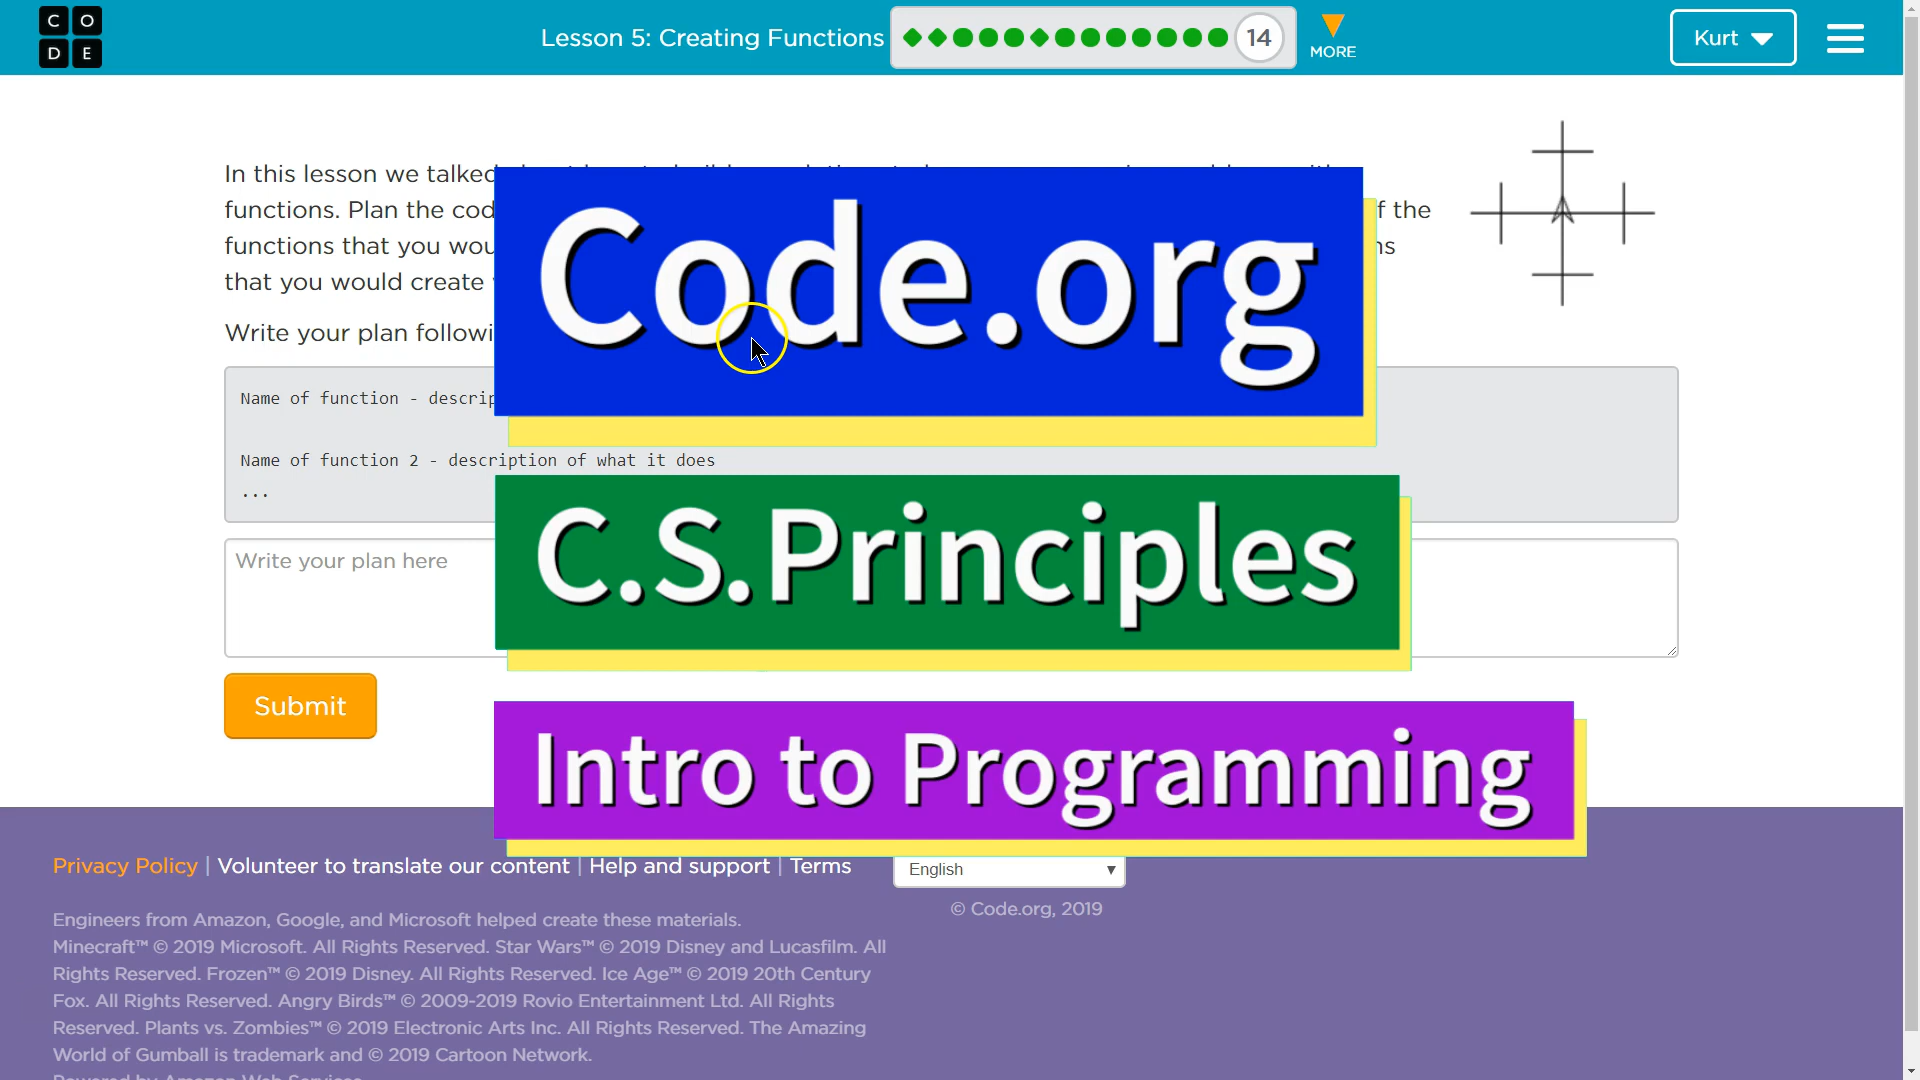 CODE
Lesson 5: Creating Functions
14
MORE
Kurt
In this lesson we talked
functions. Plan the cod f the
functions that you wou ns
that you would create
Write your plan followi
Code.org
Name of function - descrip
Name of function 2 - description of what it does
...
C.S.Principles
Write your plan here
Submit
Intro to Programming
Privacy Policy | Volunteer to translate our content | Help and support | Terms
English
Engineers from Amazon, Google, and Microsoft helped create these materials.
© Code.org, 2019
Minecraft™ © 2019 Microsoft. All Rights Reserved. Star Wars™ © 2019 Disney and Lucasfilm. All
Rights Reserved. Frozen™ © 2019 Disney. All Rights Reserved. Ice Age™ © 2019 20th Century
Fox. All Rights Reserved. Angry Birds™ © 2009-2019 Rovio Entertainment Ltd. All Rights
Reserved. Plants vs. Zombies™ © 2019 Electronic Arts Inc. All Rights Reserved. The Amazing
World of Gumball is trademark and © 2019 Cartoon Network.
Powered by Amazon Web Services